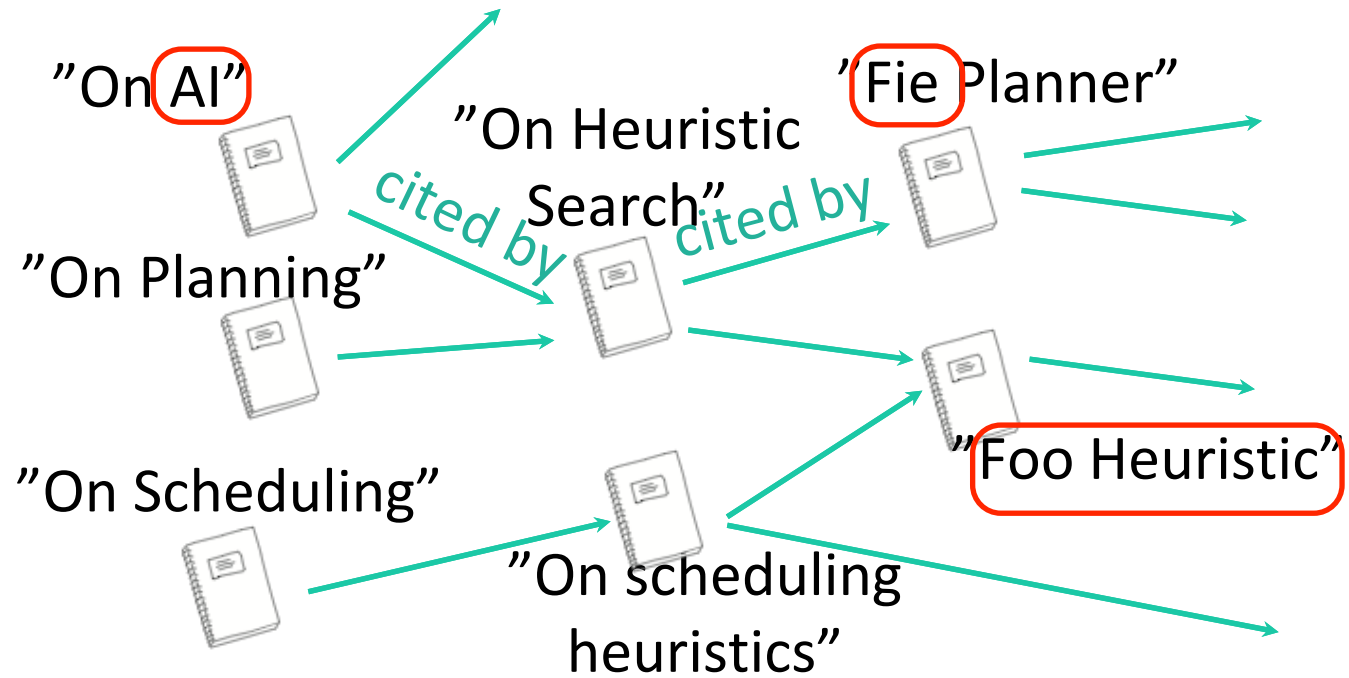 ”On AI”
”On Heuristic
Search”
”Fie Planner”
cited by
cited by
”On Planning”
”Foo Heuristic”
”On Scheduling”
”On scheduling
heuristics”